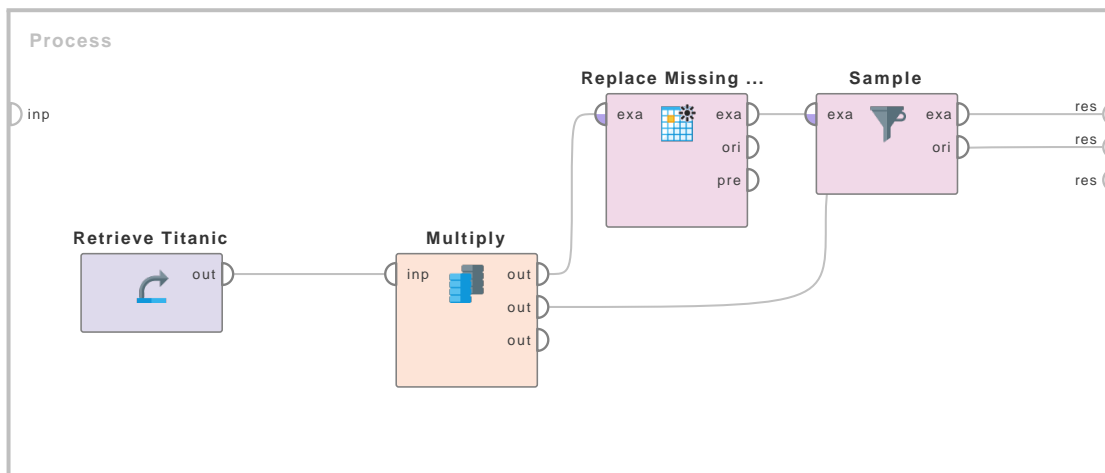 Process
inp
Replace Missing ...
exa
exa
ori
pre
Sample
exa
exa
ori
res
res
res
Retrieve Titanic
out
Multiply
inp
out
out
out